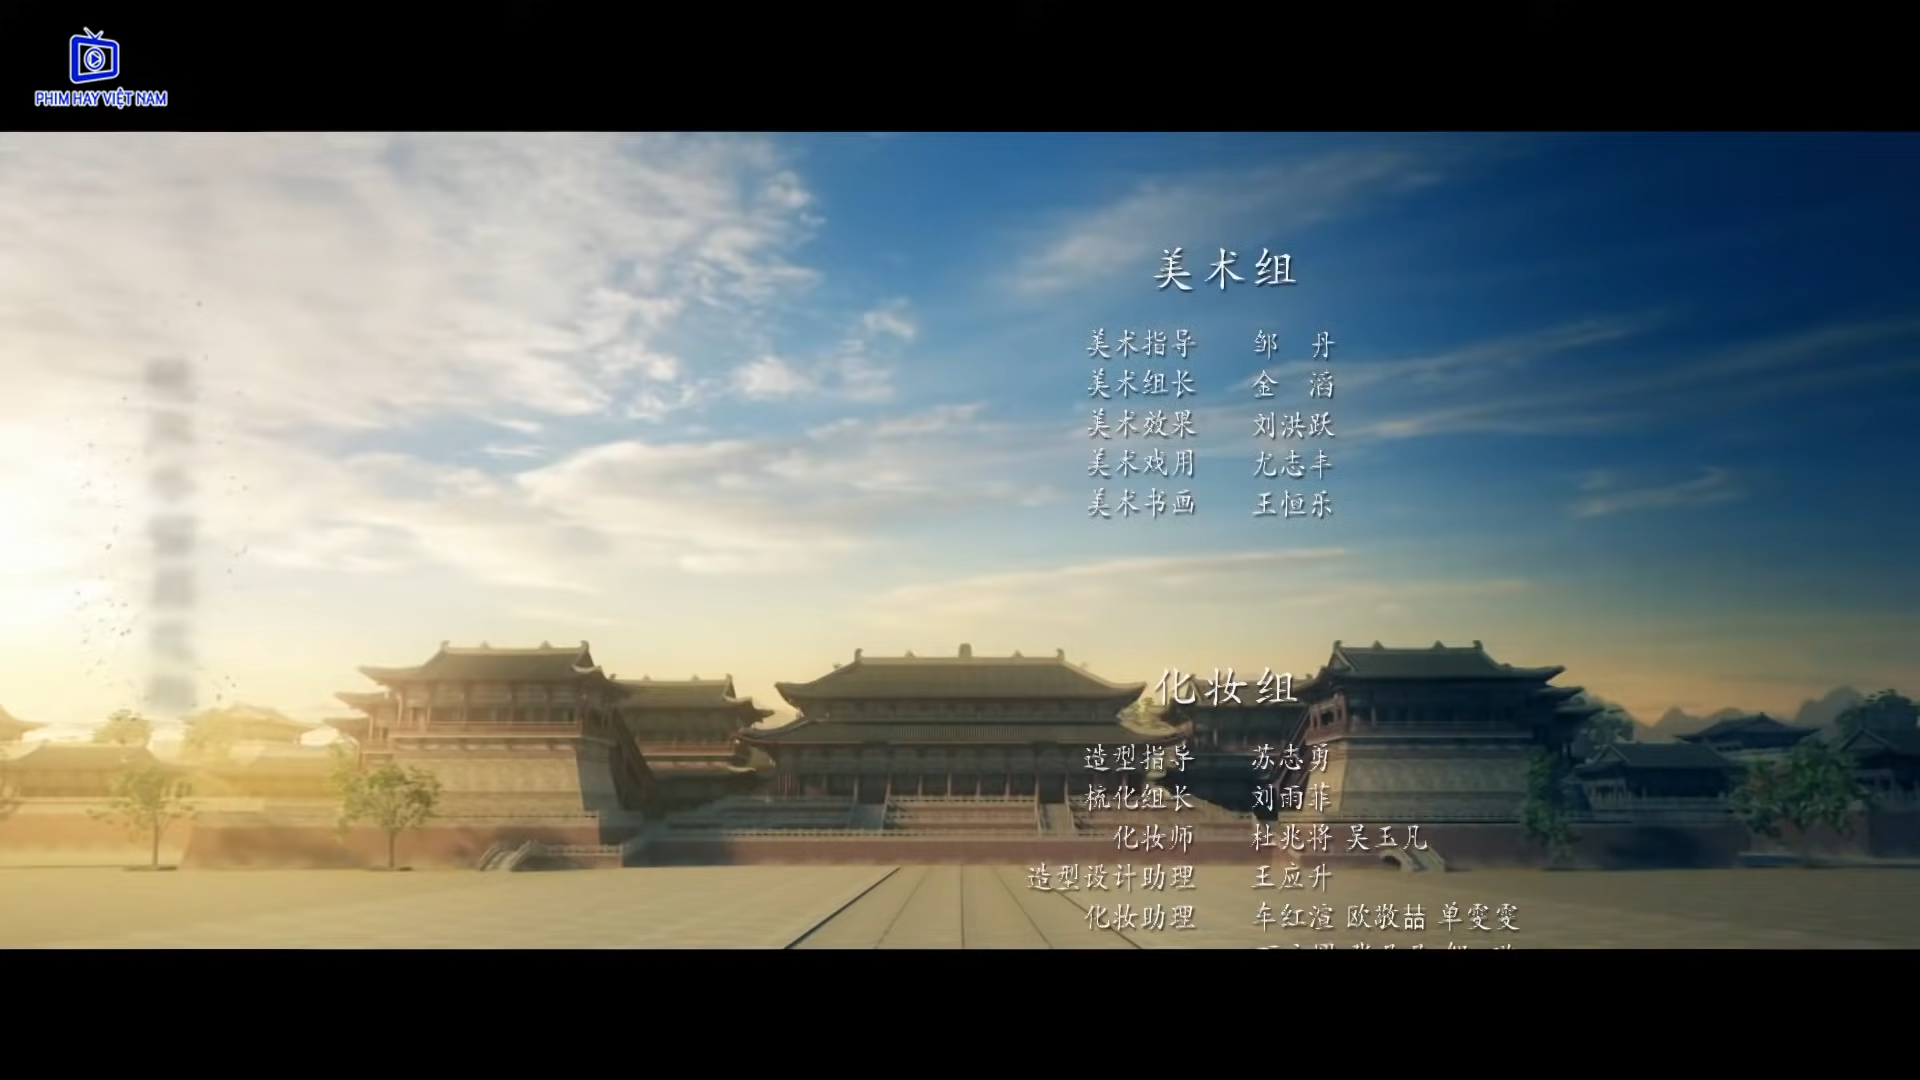 PHIM HAY VIỆT NAM
美术组
美术指导 邹 丹
美术组长 金 滔
美术效果 刘洪跃
美术戏用 尤志丰
美术书画 王恒乐
化妆组
造型指导 苏志勇
梳化组长 刘雨菲
化妆师 杜兆将 吴玉凡
造型设计助理 王应升
化妆助理 车红渲 欧敬喆 单雯雯